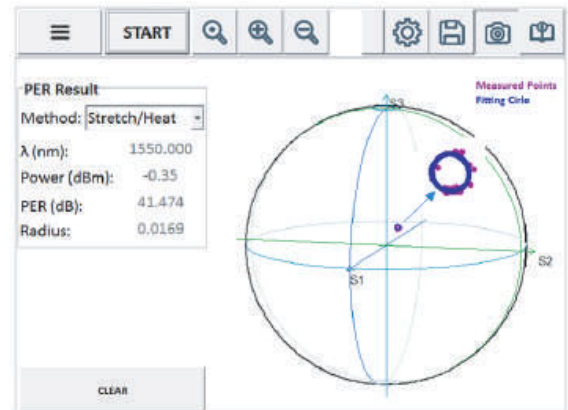 START
PER Result
Method: Stretch/Heat
λ (nm): 1550.000
Power (dBm): -0.35
PER (dB): 41.474
Radius: 0.0169
CLEAR
Measured Points
Fitting Cirle
S3
S2
S1